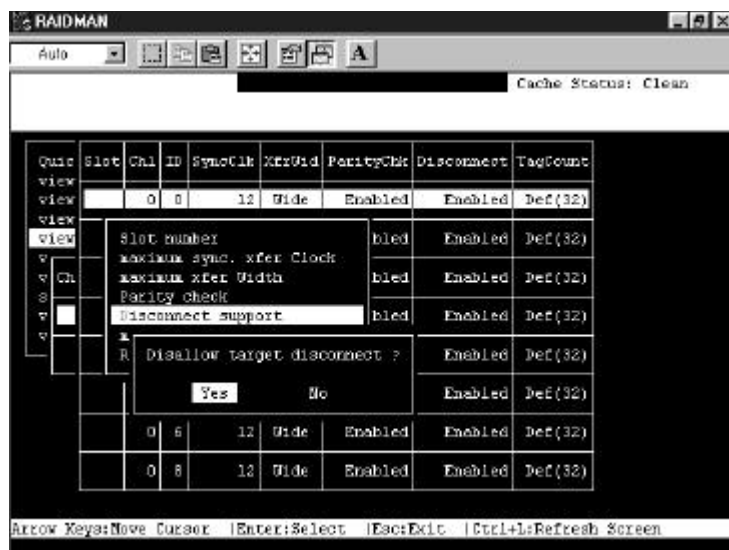 RAIDMAN
Auto
A
Cache Status: Clean
Quic Slot Chl ID SyncClk XfrWid ParityChk Disconnect TagCount
view
view 0 0 12 Wide Enabled Enabled Def(32)
view
view Slot number bled Enabled Def(32)
v maximum sync. xfer Clock
v Ch maximum xfer Width bled Enabled Def(32)
s Parity check
v Disconnect support bled Enabled Def(32)
v m
R Disallow target disconnect ? Enabled Def(32)
Yes No Enabled Def(32)
0 6 12 Wide Enabled Enabled Def(32)
0 8 12 Wide Enabled Enabled Def(32)
Arrow Keys:Move Cursor |Enter:Select |Esc:Exit |Ctrl+L:Refresh Screen